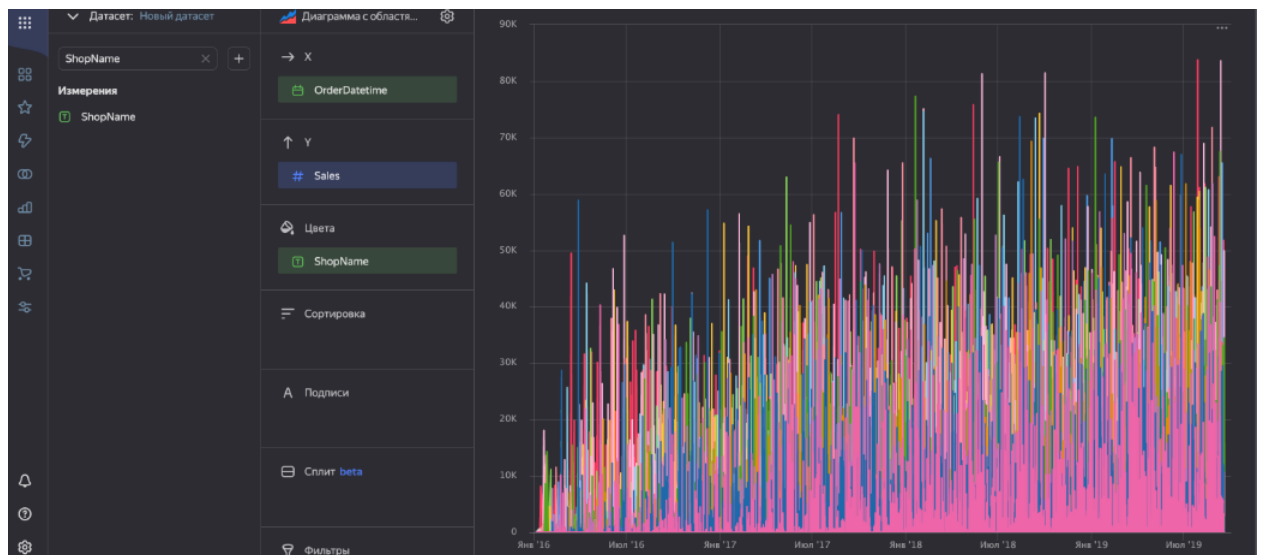 Датасет: Новый датасет
ShopName
Измерения
ShopName
Диаграмма с областя...
X
OrderDatetime
Y
Sales
Цвета
ShopName
Сортировка
Подписи
Сплит beta
Фильтры
90K
80K
70K
60K
50K
40K
30K
20K
10K
0
Янв '16 Июл '16 Янв '17 Июл '17 Янв '18 Июл '18 Янв '19 Июл '19